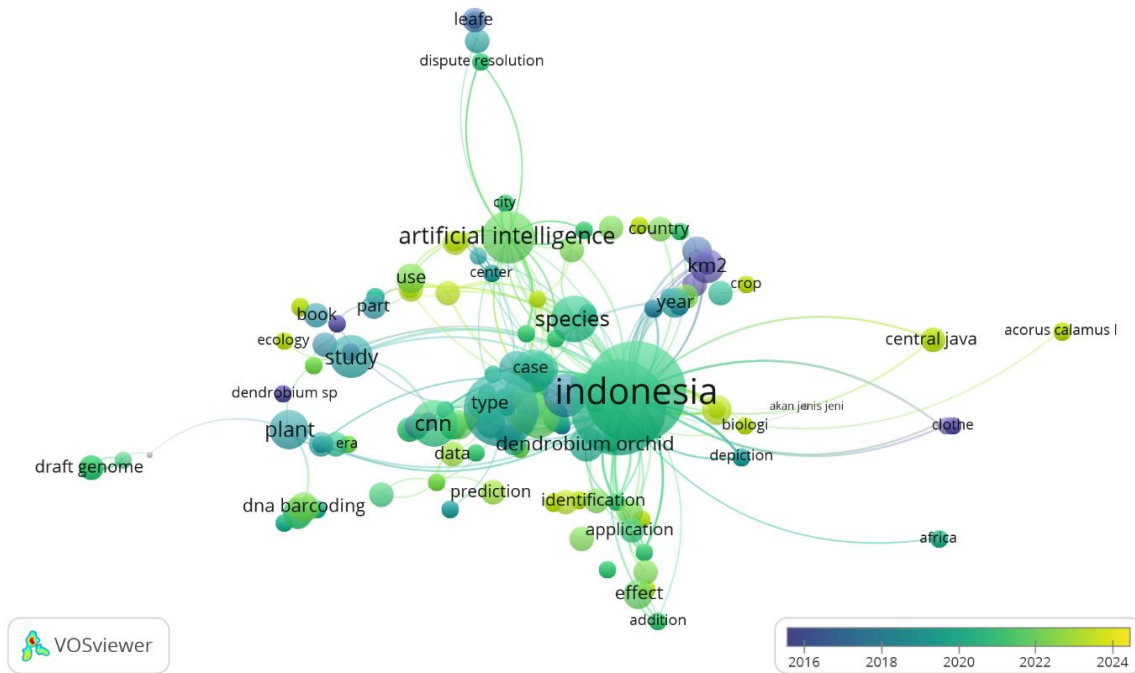 leafe
dispute resolution
city
artificial intelligence
country
km2
center
use
crop
book
part
year
species
ecology
study
central java
acorus calamus l
case
dendrobium sp
indonesia
type
akan jenis jeni
plant
cnn
biologi
clothe
era
dendrobium orchid
data
depiction
draft genome
prediction
dna barcoding
identification
application
africa
effect
addition
VOSviewer
2016 2018 2020 2022 2024